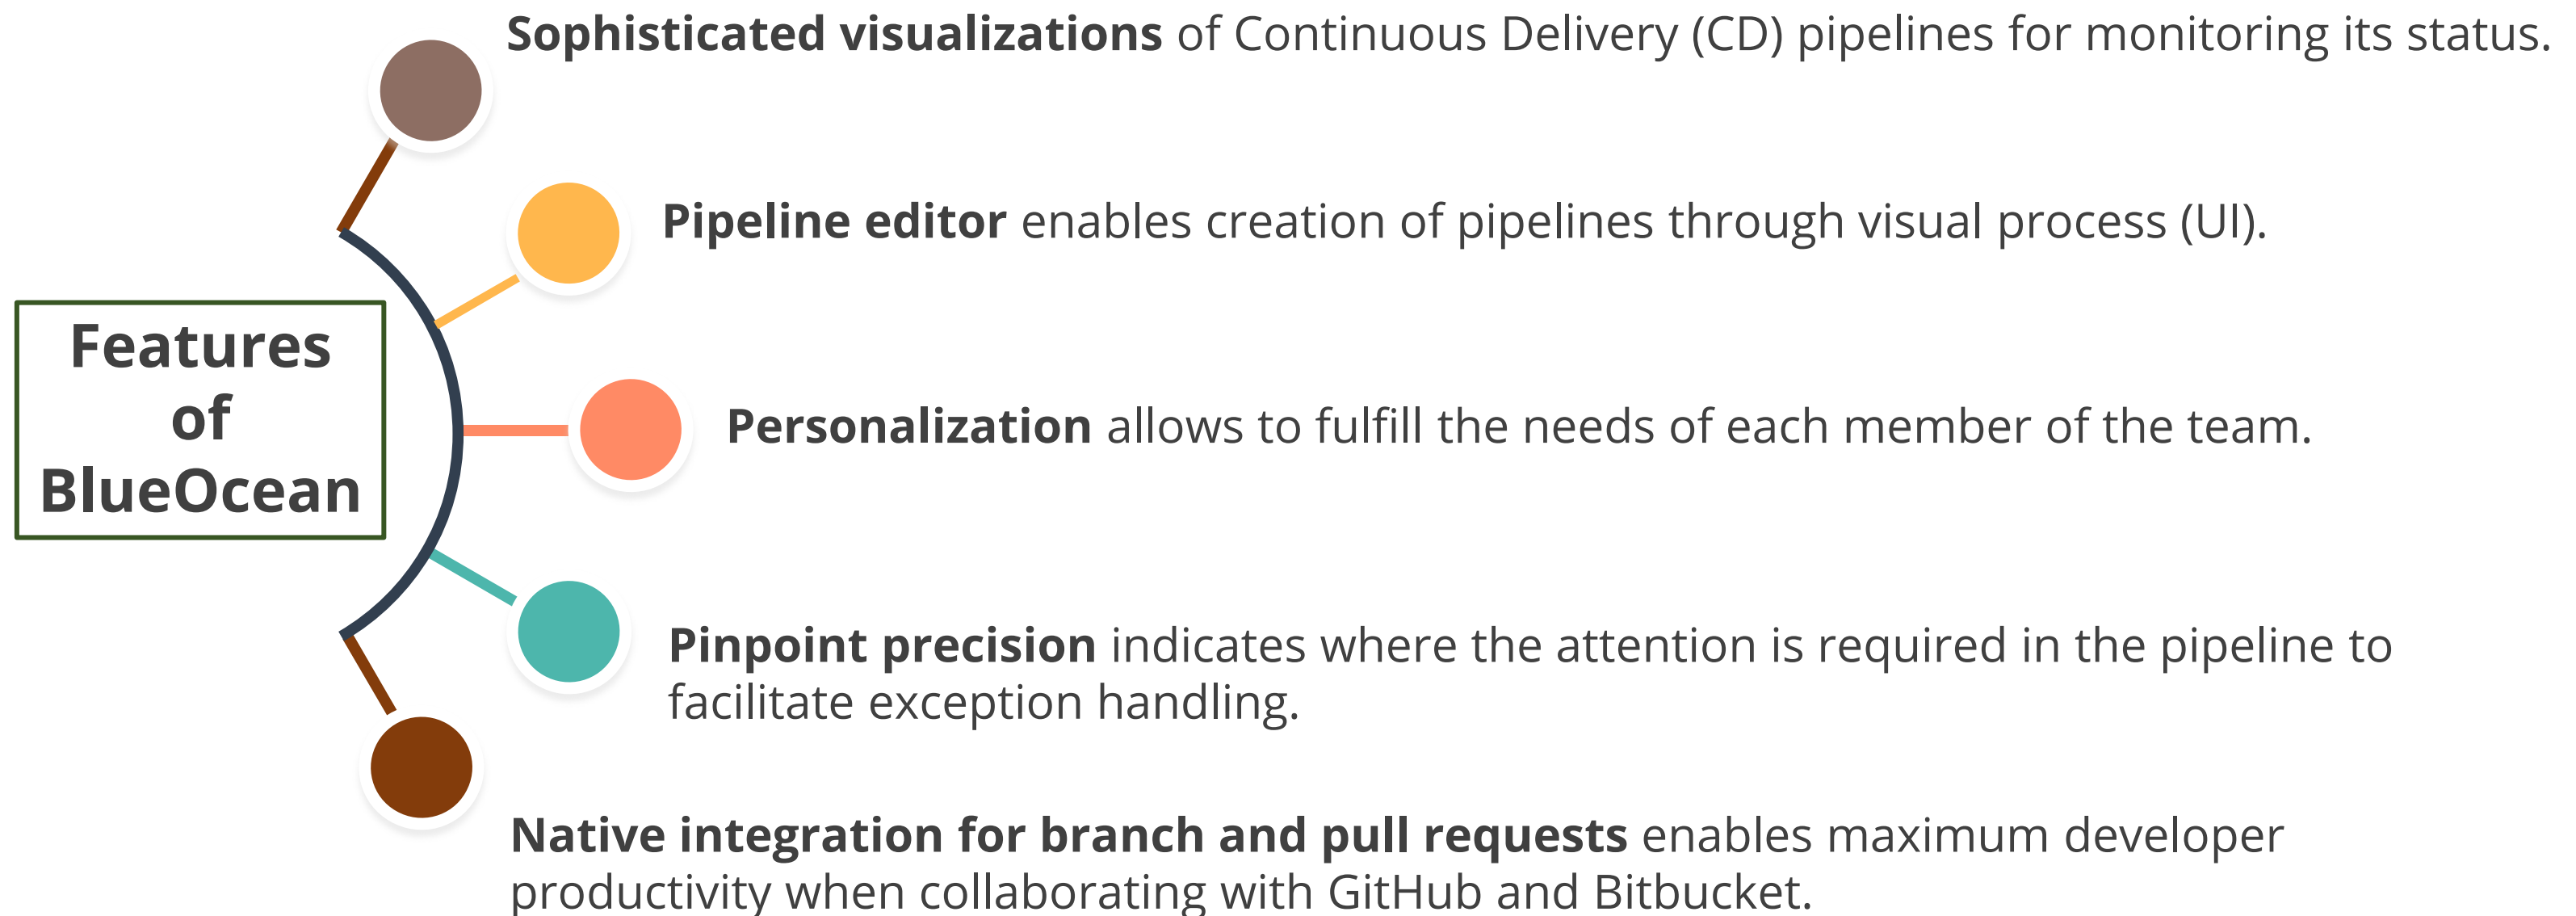 Sophisticated visualizations of Continuous Delivery (CD) pipelines for monitoring its status.
Pipeline editor enables creation of pipelines through visual process (UI).
Features
of
BlueOcean
Personalization allows to fulfill the needs of each member of the team.
Pinpoint precision indicates where the attention is required in the pipeline to
facilitate exception handling.
Native integration for branch and pull requests enables maximum developer
productivity when collaborating with GitHub and Bitbucket.